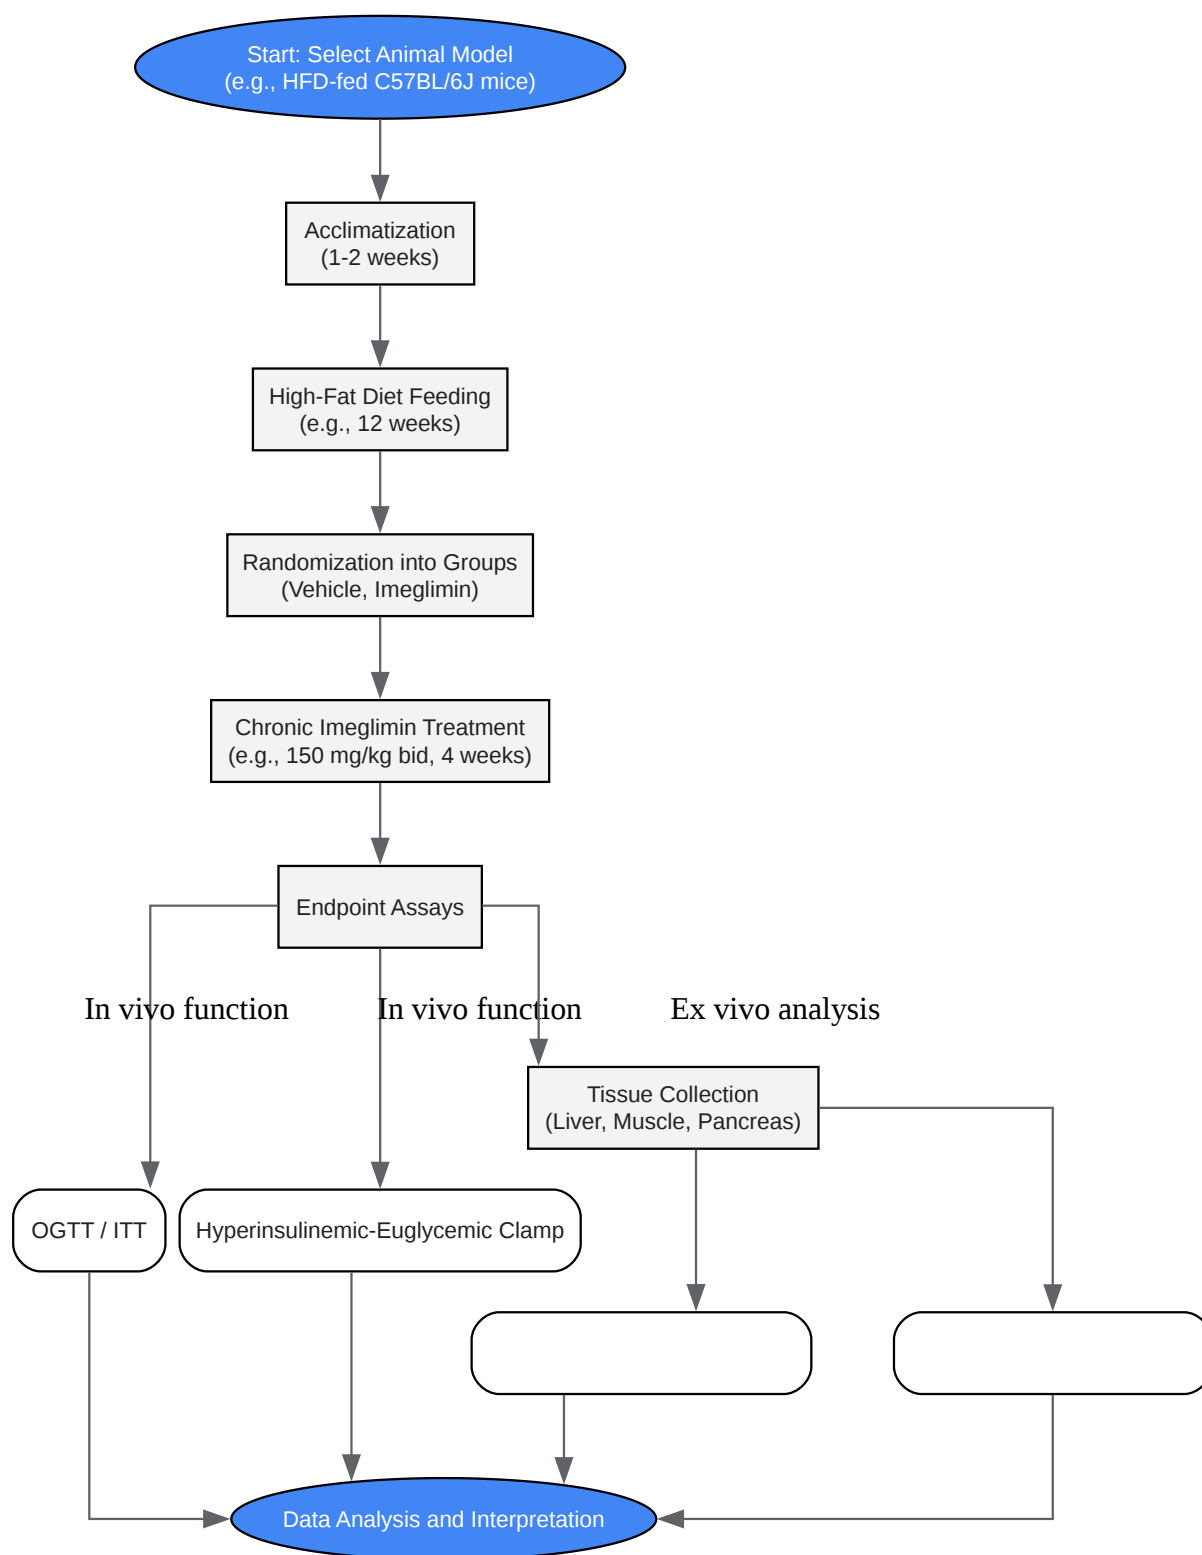 Start: Select Animal Model
(e.g., HFD-fed C57BL/6J mice)
Acclimatization
(1-2 weeks)
High-Fat Diet Feeding
(e.g., 12 weeks)
Randomization into Groups
(Vehicle, Imeglimin)
Chronic Imeglimin Treatment
(e.g., 150 mg/kg bid, 4 weeks)
Endpoint Assays
In vivo function
In vivo function
Ex vivo analysis
Tissue Collection
(Liver, Muscle, Pancreas)
OGTT / ITT
Hyperinsulinemic-Euglycemic Clamp
Data Analysis and Interpretation